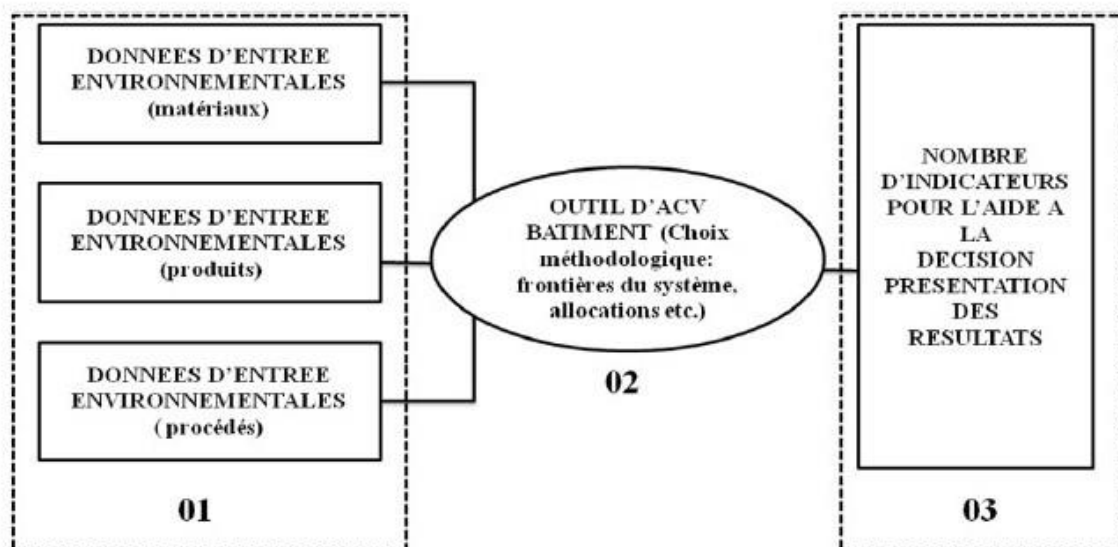 DONNEES D'ENTREE
ENVIRONNEMENTALES
(matériaux)
DONNEES D'ENTREE
ENVIRONNEMENTALES
(produits)
DONNEES D'ENTREE
ENVIRONNEMENTALES
( procédés)
01
OUTIL D'ACV
BATIMENT (Choix
méthodologique:
frontières du système,
allocations etc.)
02
NOMBRE
D'INDICATEURS
POUR L'AIDE A
LA
DECISION
PRESENTATION
DES
RESULTATS
03